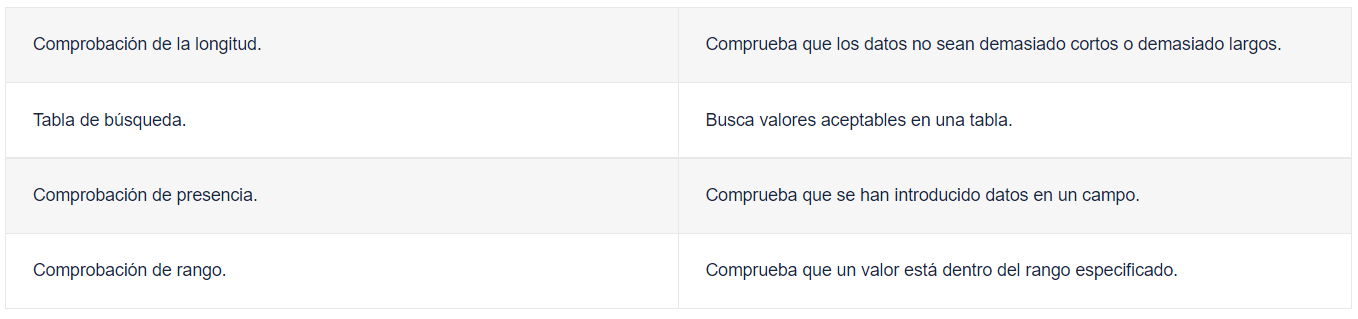 Comprobación de la longitud.
Comprueba que los datos no sean demasiado cortos o demasiado largos.
Tabla de búsqueda.
Busca valores aceptables en una tabla.
Comprobación de presencia.
Comprueba que se han introducido datos en un campo.
Comprobación de rango.
Comprueba que un valor está dentro del rango especificado.